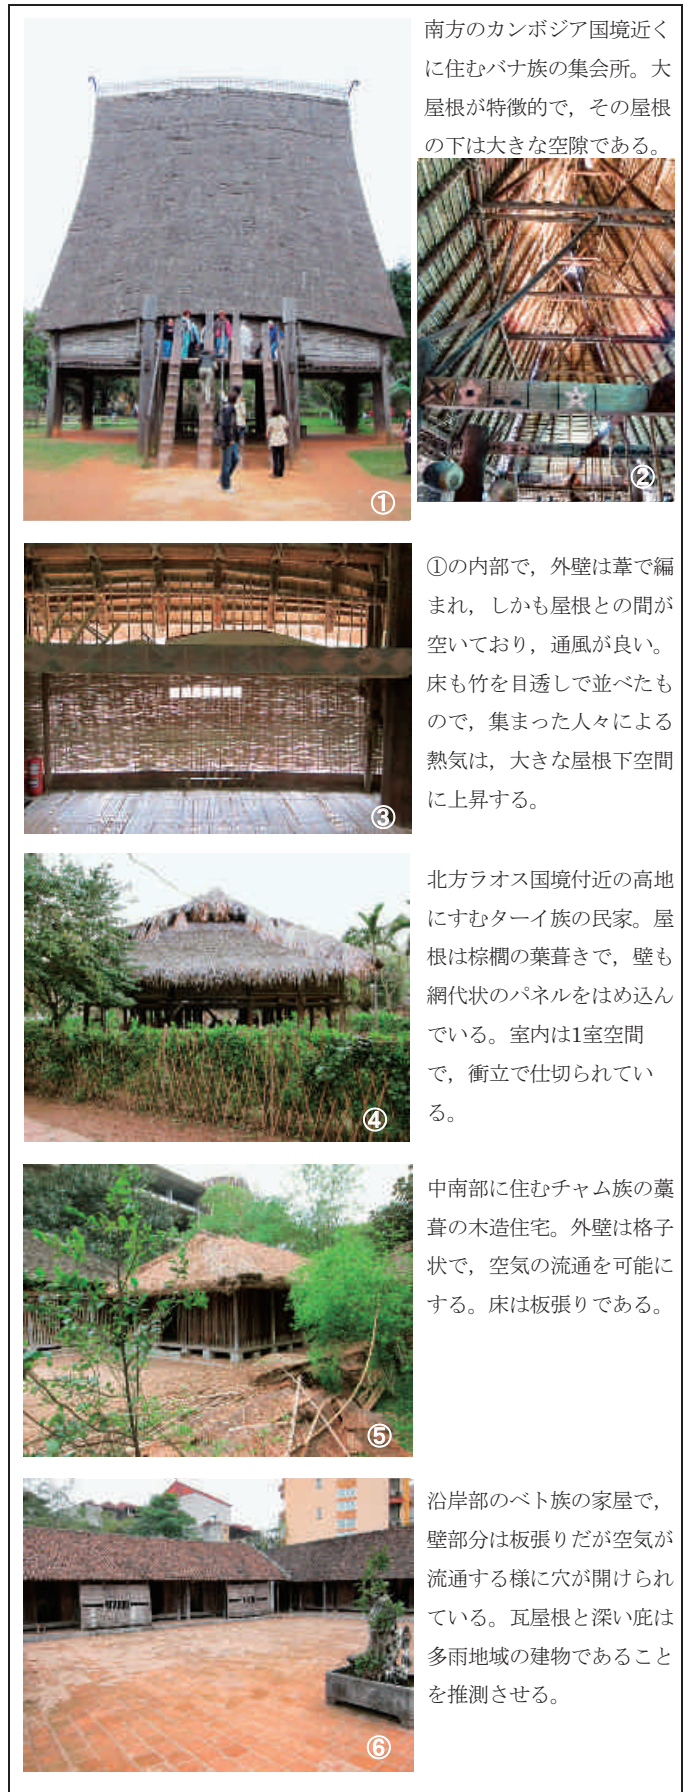 南方のカンボジア国境近く
に住むバナ族の集会所。大
屋根が特徴的で，その屋根
の下は大きな空隙である。
①
②
①の内部で，外壁は葦で編
まれ，しかも屋根との間が
空いており，通風が良い。
床も竹を目透しで並べたも
ので，集まった人々による
熱気は，大きな屋根下空間
に上昇する。
③
北方ラオス国境付近の高地
にすむターイ族の民家。屋
根は棕櫚の葉葺きで，壁も
網代状のパネルをはめ込ん
でいる。室内は1室空間
で，衝立で仕切られてい
る。
④
中南部に住むチャム族の藁
葺の木造住宅。外壁は格子
状で，空気の流通を可能に
する。床は板張りである。
⑤
沿岸部のベト族の家屋で，
壁部分は板張りだが空気が
流通する様に穴が開けられ
ている。瓦屋根と深い庇は
多雨地域の建物であること
を推測させる。
⑥